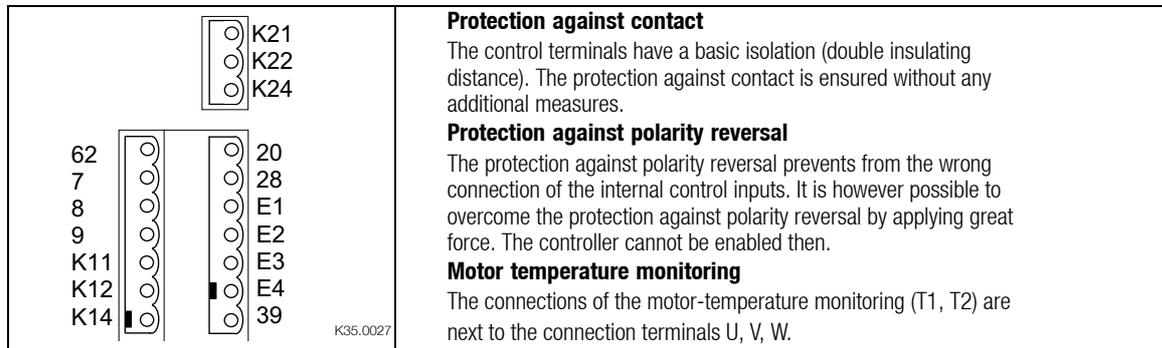 K21
K22
K24
62
7
8
9
K11
K12
K14
20
28
E1
E2
E3
E4
39
K35.0027
Protection against contact
The control terminals have a basic isolation (double insulating
distance). The protection against contact is ensured without any
additional measures.
Protection against polarity reversal
The protection against polarity reversal prevents from the wrong
connection of the internal control inputs. It is however possible to
overcome the protection against polarity reversal by applying great
force. The controller cannot be enabled then.
Motor temperature monitoring
The connections of the motor-temperature monitoring (T1, T2) are
next to the connection terminals U, V, W.